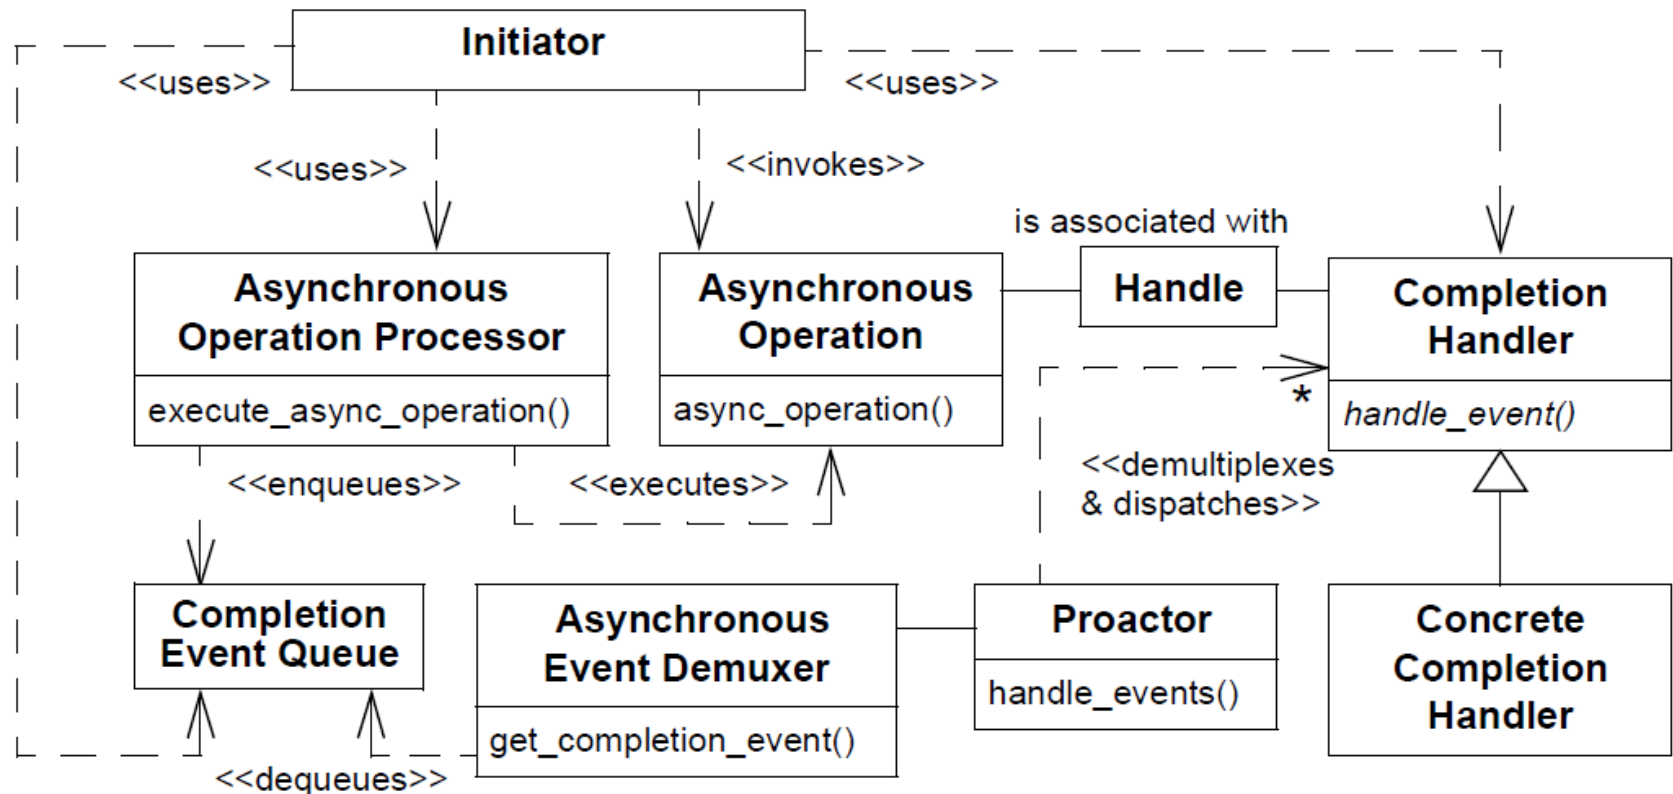 Initiator
<<uses>>
<<uses>>
<<uses>>
<<invokes>>
is associated with
Asynchronous
Operation Processor
execute_async_operation()
Asynchronous
Operation
async_operation()
Handle
Completion
Handler
*
handle_event()
<<enqueues>>
<<executes>>
<<demultiplexes
& dispatches>>
Completion
Event Queue
Asynchronous
Event Demuxer
get_completion_event()
Proactor
handle_events()
Concrete
Completion
Handler
<<dequeues>>